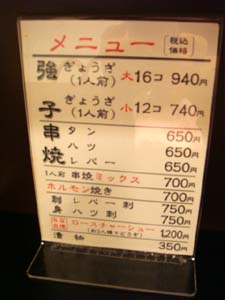 メニュー 税込価格
強 ぎょうざ (1人前) 大16コ 940円
子 ぎょうざ (1人前) 小12コ 740円
串焼 タン 650円
ハツ 650円
レバー 650円
1人前 串焼ミックス 700円
ホルモン焼き 700円
刺身 レバー刺 750円
ハツ刺 750円
ロースチャーシュー 1,200円
350円